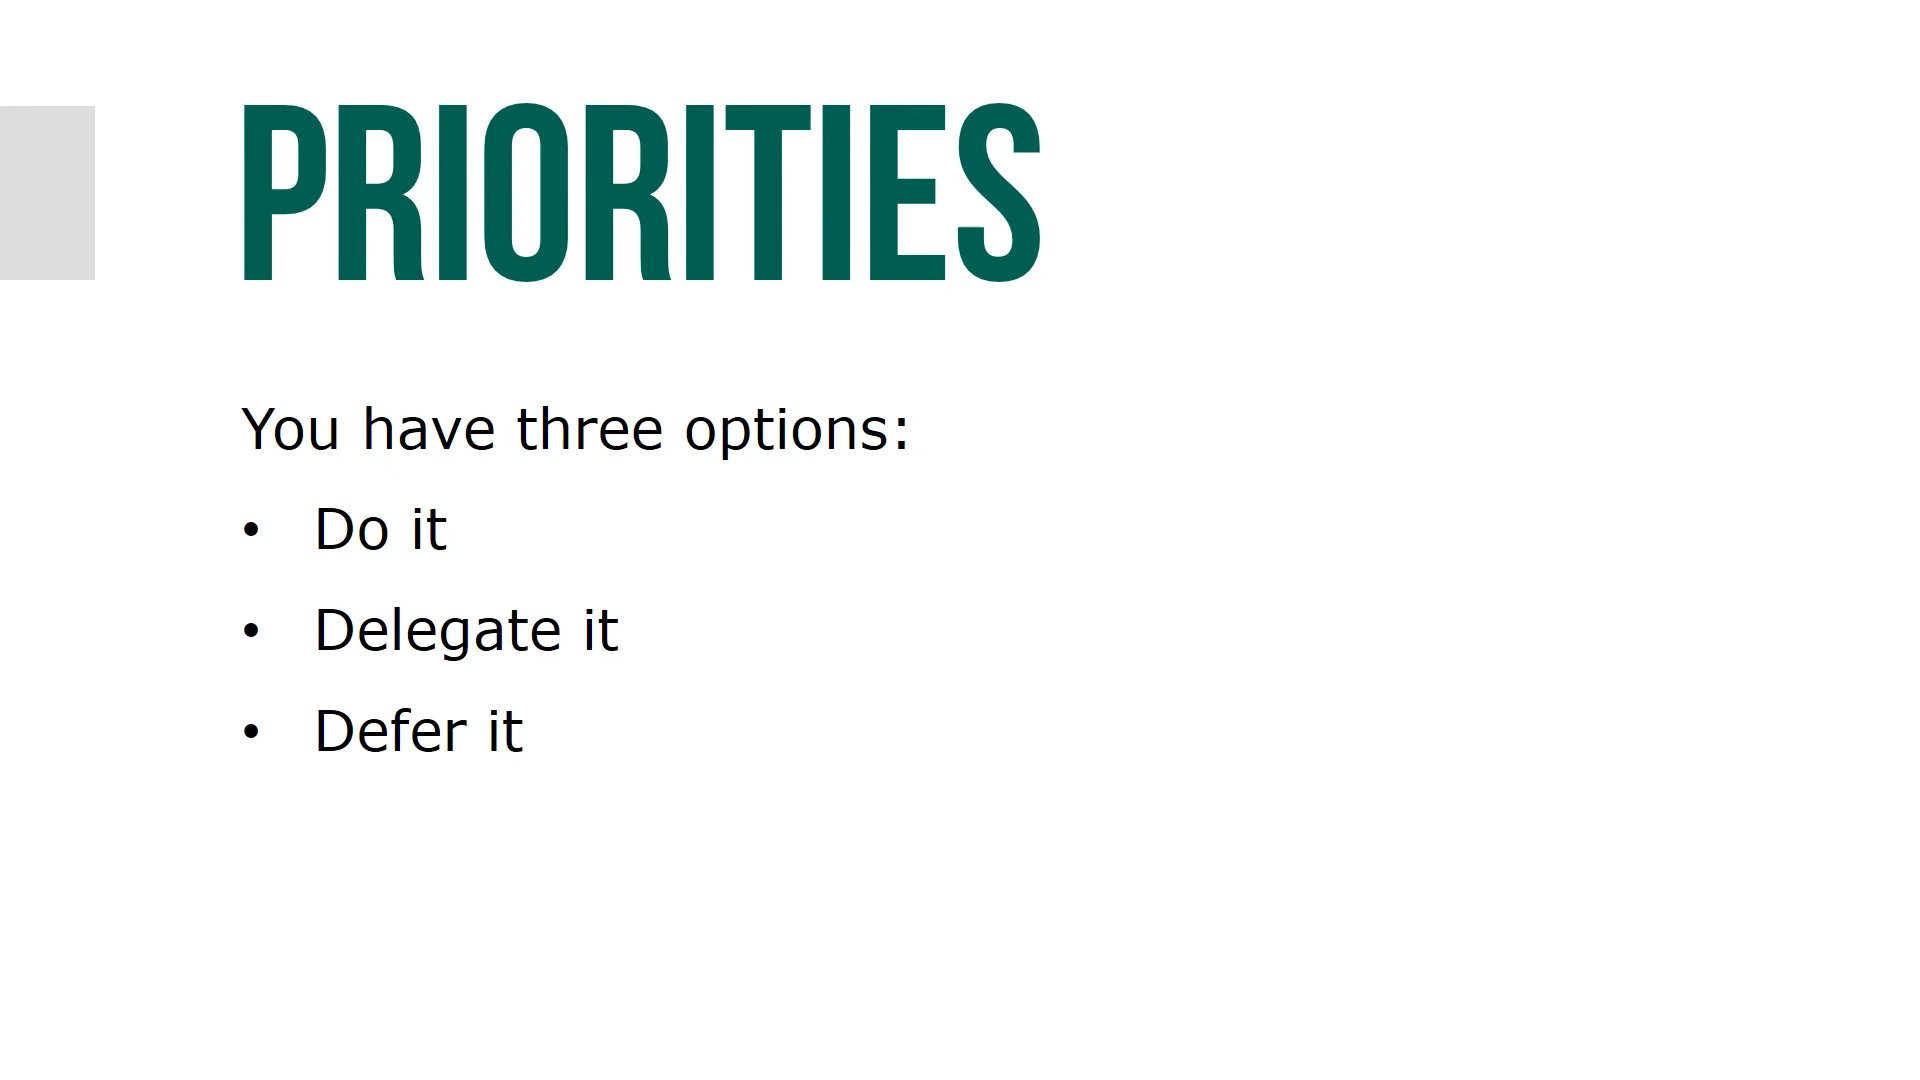 PRIORITIES
You have three options:
• Do it
• Delegate it
• Defer it